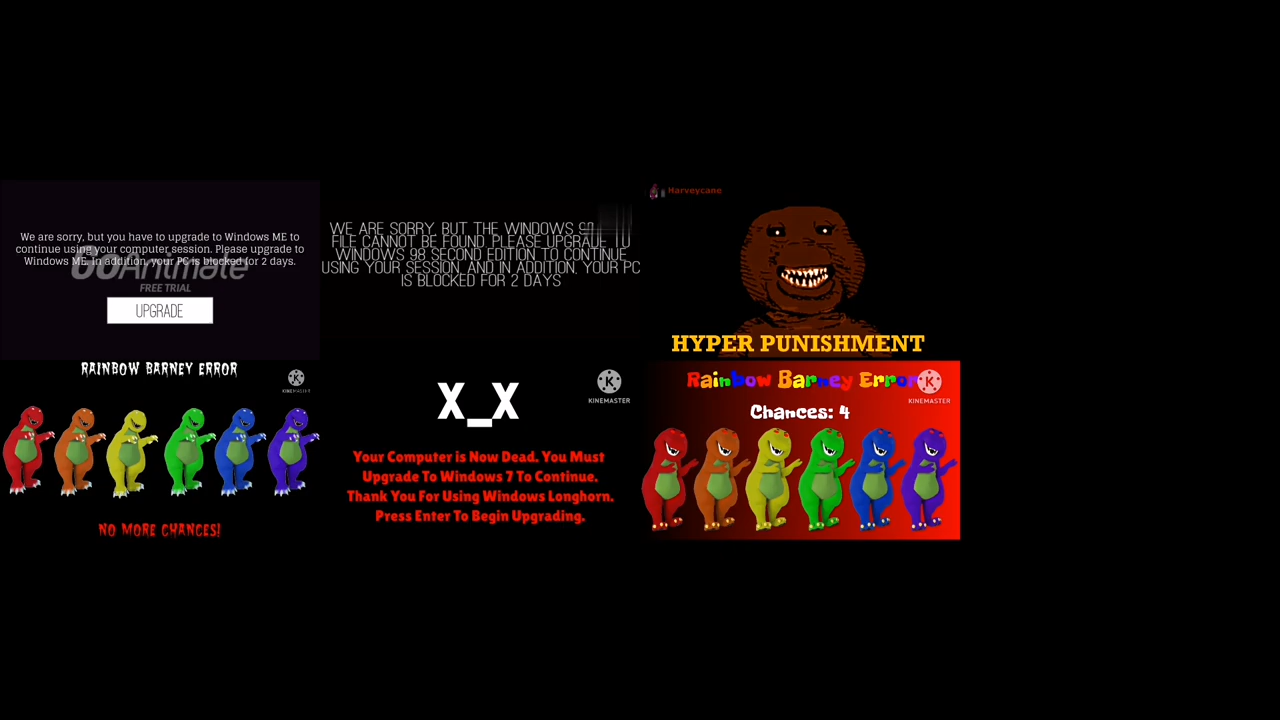 We are sorry, but you have to upgrade to Windows ME to
continue using your computer session. Please upgrade to
Windows ME. In addition, your PC is blocked for 2 days.
GoAnimate
FREE TRIAL
UPGRADE
WE ARE SORRY, BUT THE WINDOWS 98
FILE CANNOT BE FOUND. PLEASE UPGRADE TO
WINDOWS 98 SECOND EDITION TO CONTINUE
USING YOUR SESSION. AND IN ADDITION, YOUR PC
IS BLOCKED FOR 2 DAYS
Harveycane
HYPER PUNISHMENT
RAINBOW BARNEY ERROR
KINEMASTER
NO MORE CHANCES!
X_X
KINEMASTER
Your Computer is Now Dead. You Must
Upgrade To Windows 7 To Continue.
Thank You For Using Windows Longhorn.
Press Enter To Begin Upgrading.
Rainbow Barney Error
KINEMASTER
Chances: 4